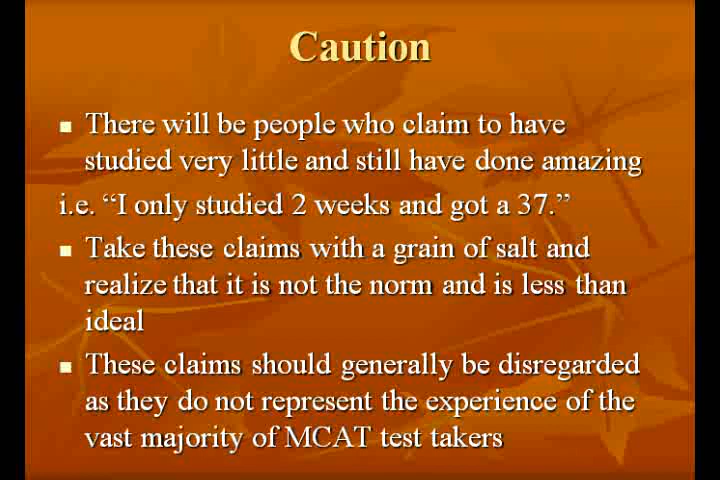 Caution
There will be people who claim to have
studied very little and still have done amazing
i.e. “I only studied 2 weeks and got a 37.”
Take these claims with a grain of salt and
realize that it is not the norm and is less than
ideal
These claims should generally be disregarded
as they do not represent the experience of the
vast majority of MCAT test takers